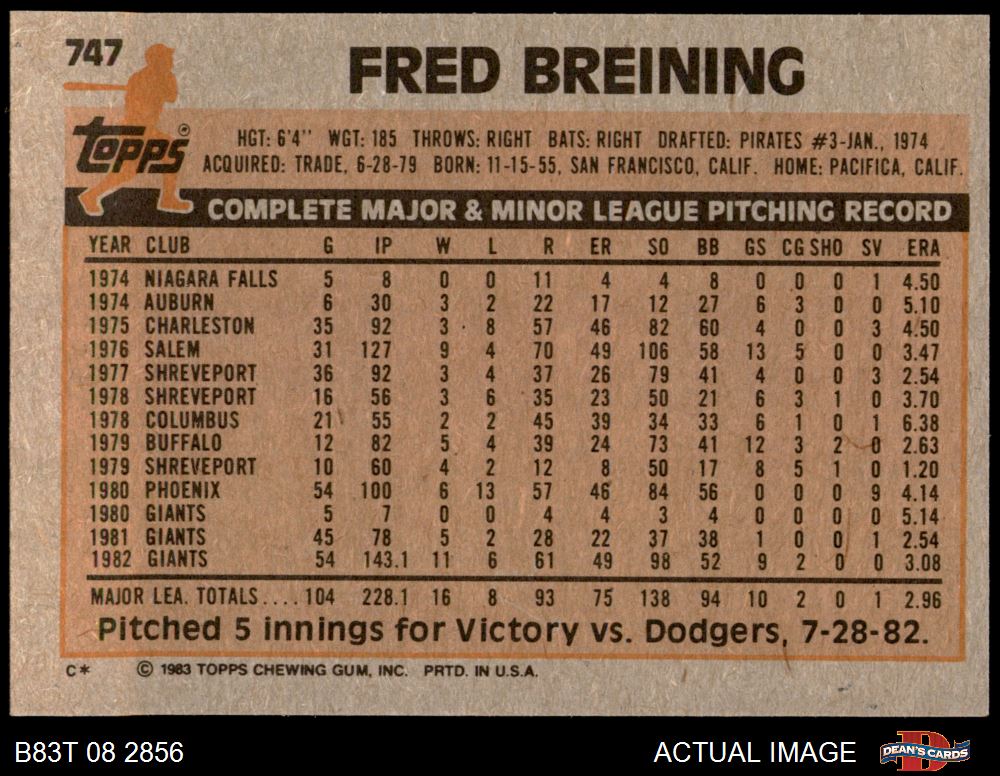 747
FRED BREINING
TOPPS®
HGT: 6'4'' WGT: 185 THROWS: RIGHT BATS: RIGHT DRAFTED: PIRATES #3-JAN., 1974
ACQUIRED: TRADE, 6-28-79 BORN: 11-15-55, SAN FRANCISCO, CALIF. HOME: PACIFICA, CALIF.
COMPLETE MAJOR & MINOR LEAGUE PITCHING RECORD
YEAR CLUB G IP W L R ER SO BB GS CG SHO SV ERA
1974 NIAGARA FALLS 5 8 0 0 11 4 4 8 0 0 0 1 4.50
1974 AUBURN 6 30 3 2 22 17 12 27 6 3 0 0 5.10
1975 CHARLESTON 35 92 3 8 57 46 82 60 4 0 0 3 4.50
1976 SALEM 31 127 9 4 70 49 106 58 13 5 0 0 3.47
1977 SHREVEPORT 36 92 3 4 37 26 79 41 4 0 0 3 2.54
1978 SHREVEPORT 16 56 3 6 35 23 50 21 6 3 1 0 3.70
1978 COLUMBUS 21 55 2 2 45 39 34 33 6 1 0 1 6.38
1979 BUFFALO 12 82 5 4 39 24 73 41 12 3 2 0 2.63
1979 SHREVEPORT 10 60 4 2 12 8 50 17 8 5 1 0 1.20
1980 PHOENIX 54 100 6 13 57 46 84 56 0 0 0 9 4.14
1980 GIANTS 5 7 0 0 4 4 3 4 0 0 0 0 5.14
1981 GIANTS 45 78 5 2 28 22 37 38 1 0 0 1 2.54
1982 GIANTS 54 143.1 11 6 61 49 98 52 9 2 0 0 3.08
MAJOR LEA. TOTALS....104 228.1 16 8 93 75 138 94 10 2 0 1 2.96
Pitched 5 innings for Victory vs. Dodgers, 7-28-82.
C* © 1983 TOPPS CHEWING GUM, INC. PRTD. IN U.S.A.
B83T 08 2856 ACTUAL IMAGE DEAN'S CARDS